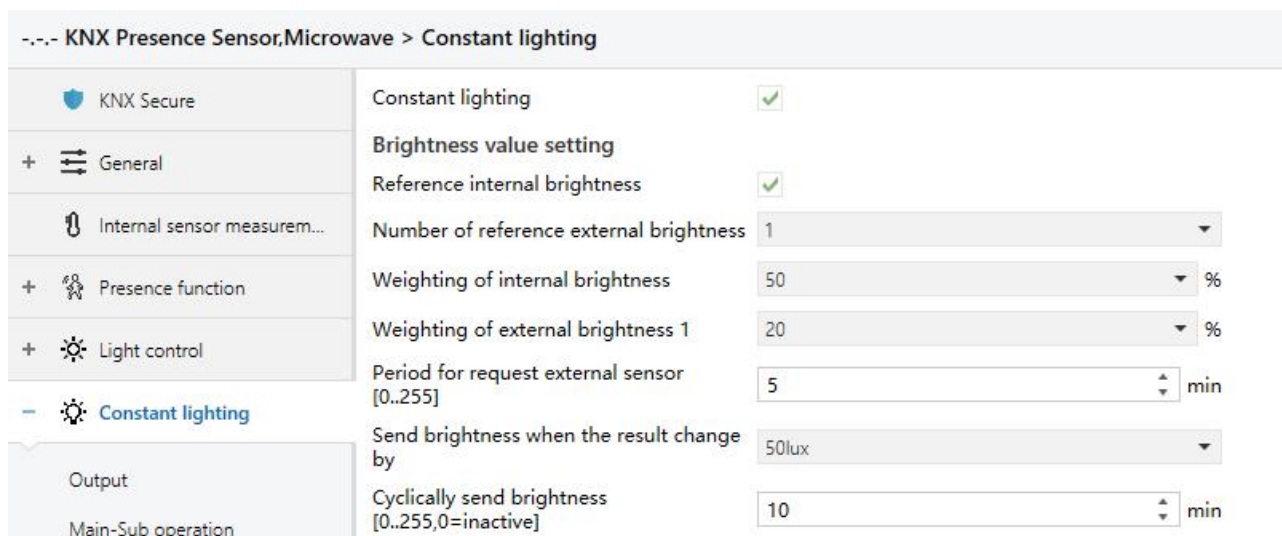 -.-.- KNX Presence Sensor,Microwave > Constant lighting
KNX Secure
+ General
Internal sensor measurem...
+ Presence function
+ Light control
- Constant lighting
Output
Main-Sub operation
Constant lighting
Brightness value setting
Reference internal brightness
Number of reference external brightness 1
Weighting of internal brightness 50 %
Weighting of external brightness 1 20 %
Period for request external sensor
[0..255] 5 min
Send brightness when the result change
by 50lux
Cyclically send brightness
[0..255,0=inactive] 10 min